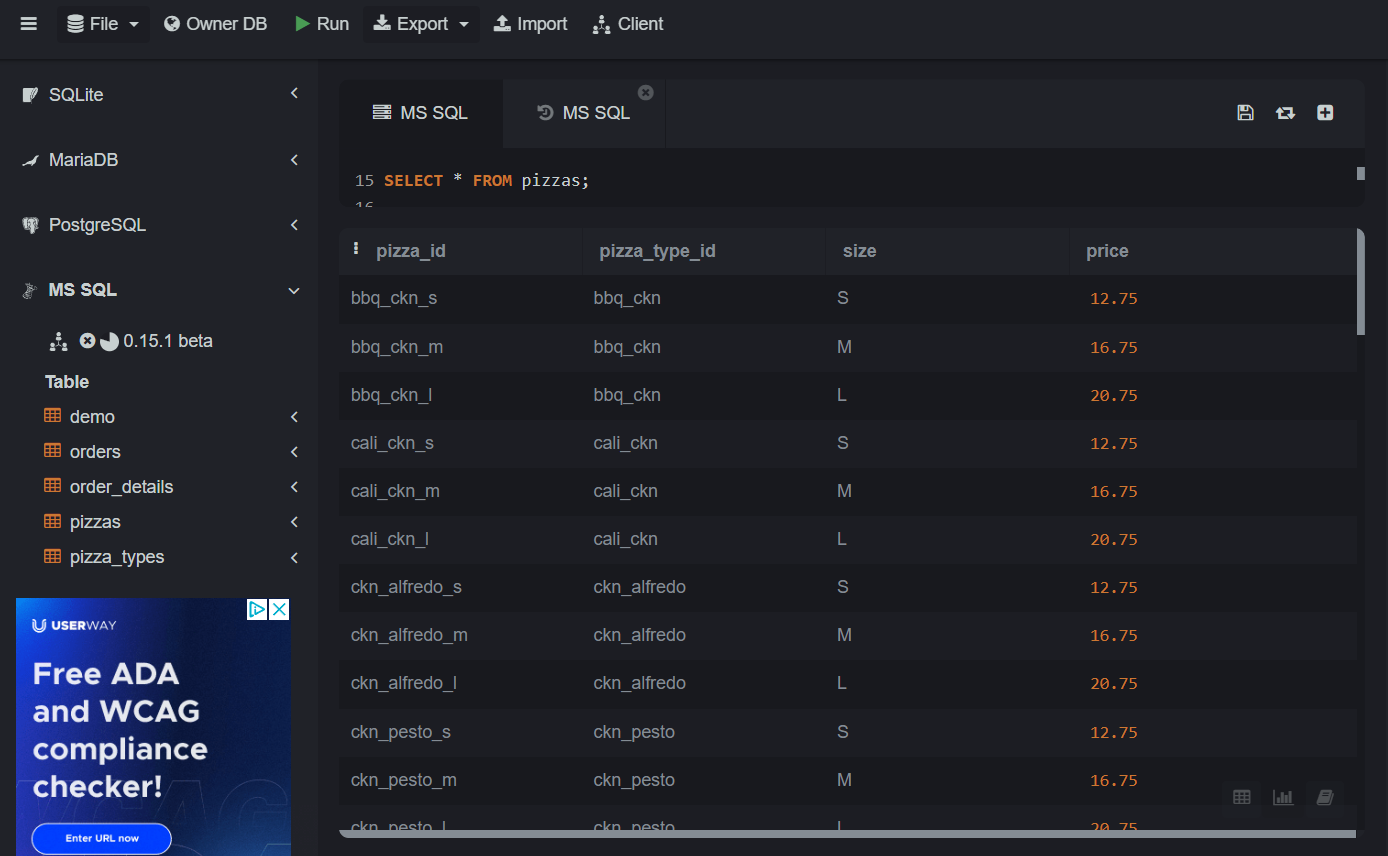 File Owner DB Run Export Import Client
SQLite
MariaDB
PostgreSQL
MS SQL
0.15.1 beta
Table
demo
orders
order_details
pizzas
pizza_types
USERWAY
Free ADA
and WCAG
compliance
checker!
Enter URL now
MS SQL MS SQL
15 SELECT * FROM pizzas;
16
pizza_id pizza_type_id size price
bbq_ckn_s bbq_ckn S 12.75
bbq_ckn_m bbq_ckn M 16.75
bbq_ckn_l bbq_ckn L 20.75
cali_ckn_s cali_ckn S 12.75
cali_ckn_m cali_ckn M 16.75
cali_ckn_l cali_ckn L 20.75
ckn_alfredo_s ckn_alfredo S 12.75
ckn_alfredo_m ckn_alfredo M 16.75
ckn_alfredo_l ckn_alfredo L 20.75
ckn_pesto_s ckn_pesto S 12.75
ckn_pesto_m ckn_pesto M 16.75
ckn_pesto_l ckn_pesto L 20.75